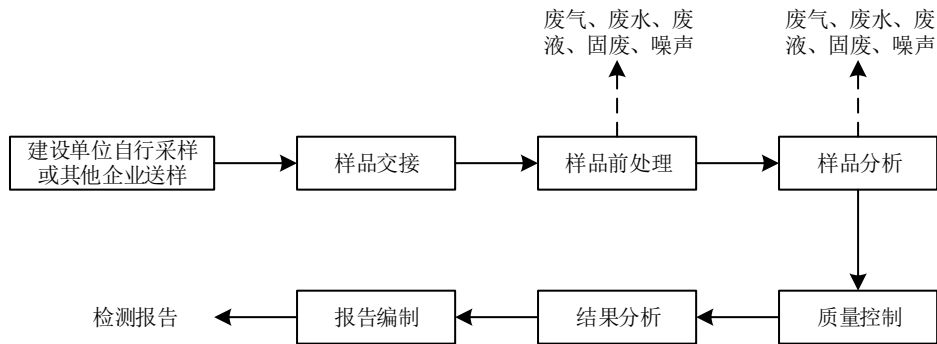 废气、废水、废
液、固废、噪声
废气、废水、废
液、固废、噪声
建设单位自行采样
或其他企业送样
样品交接
样品前处理
样品分析
检测报告
报告编制
结果分析
质量控制